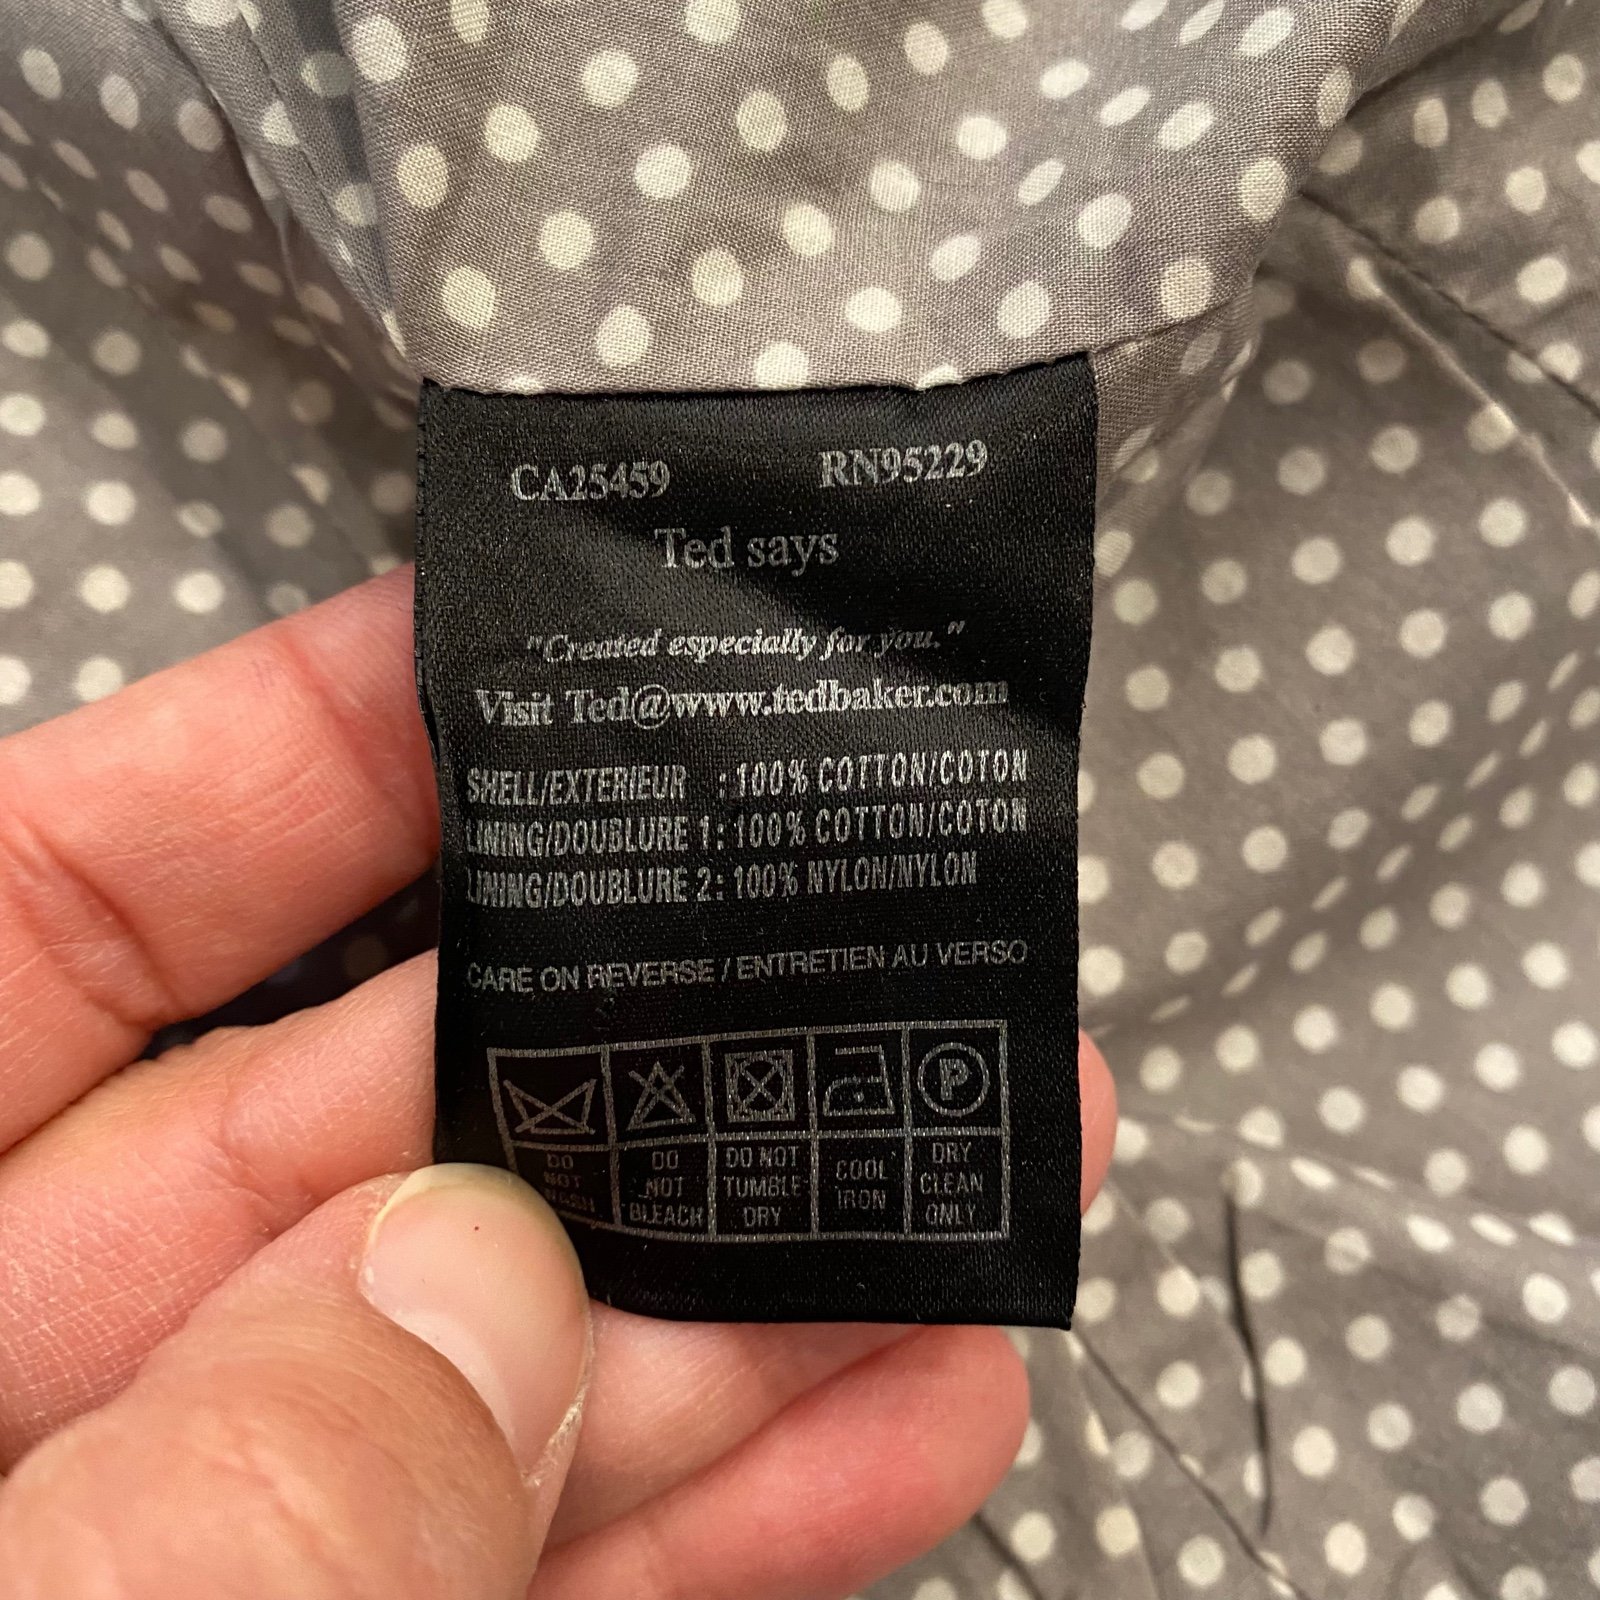 CA25459 RN95229
Ted says
"Created especially for you."
Visit Ted@www.tedbaker.com
SHELL/EXTERIEUR : 100% COTTON/COTON
LINING/DOUBLURE 1: 100% COTTON/COTON
LINING/DOUBLURE 2: 100% NYLON/NYLON
CARE ON REVERSE / ENTRETIEN AU VERSO
P
DO NOT WASH
DO NOT BLEACH
DO NOT TUMBLE DRY
COOL IRON
DRY CLEAN ONLY